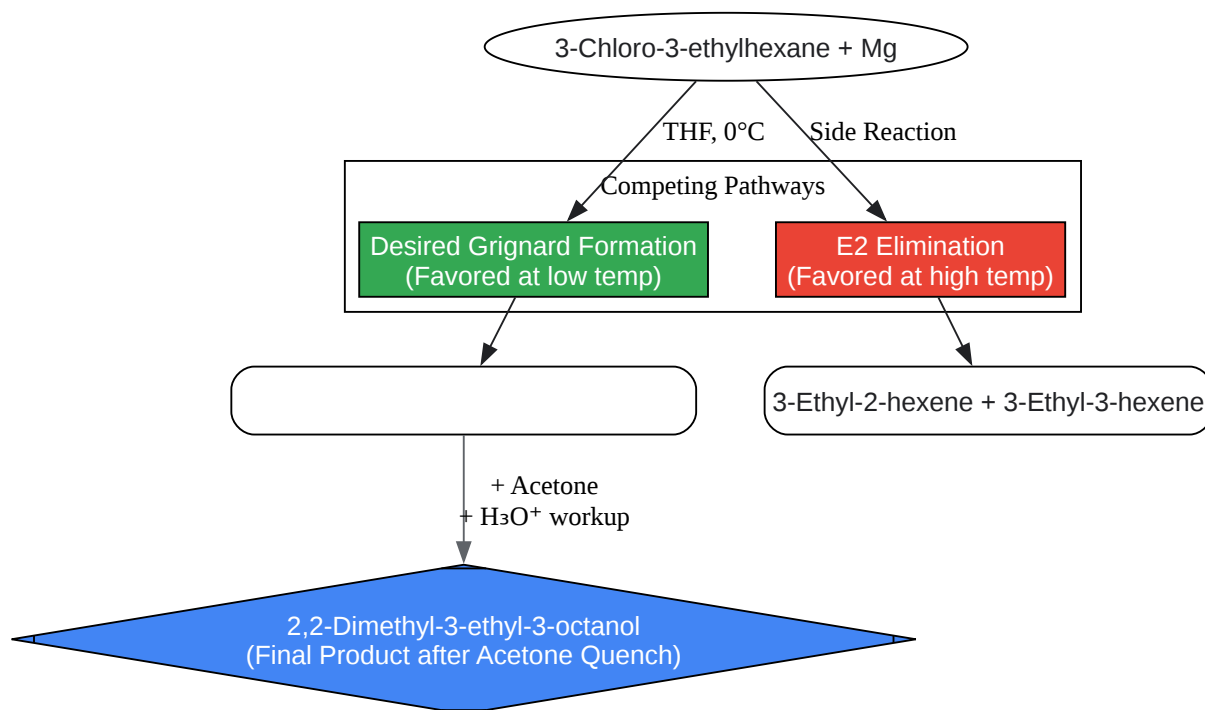 3-Chloro-3-ethylhexane + Mg
THF, 0°C
Side Reaction
Competing Pathways
Desired Grignard Formation
(Favored at low temp)
E2 Elimination
(Favored at high temp)
3-Ethyl-2-hexene + 3-Ethyl-3-hexene
+ Acetone
+ H₃O⁺ workup
2,2-Dimethyl-3-ethyl-3-octanol
(Final Product after Acetone Quench)